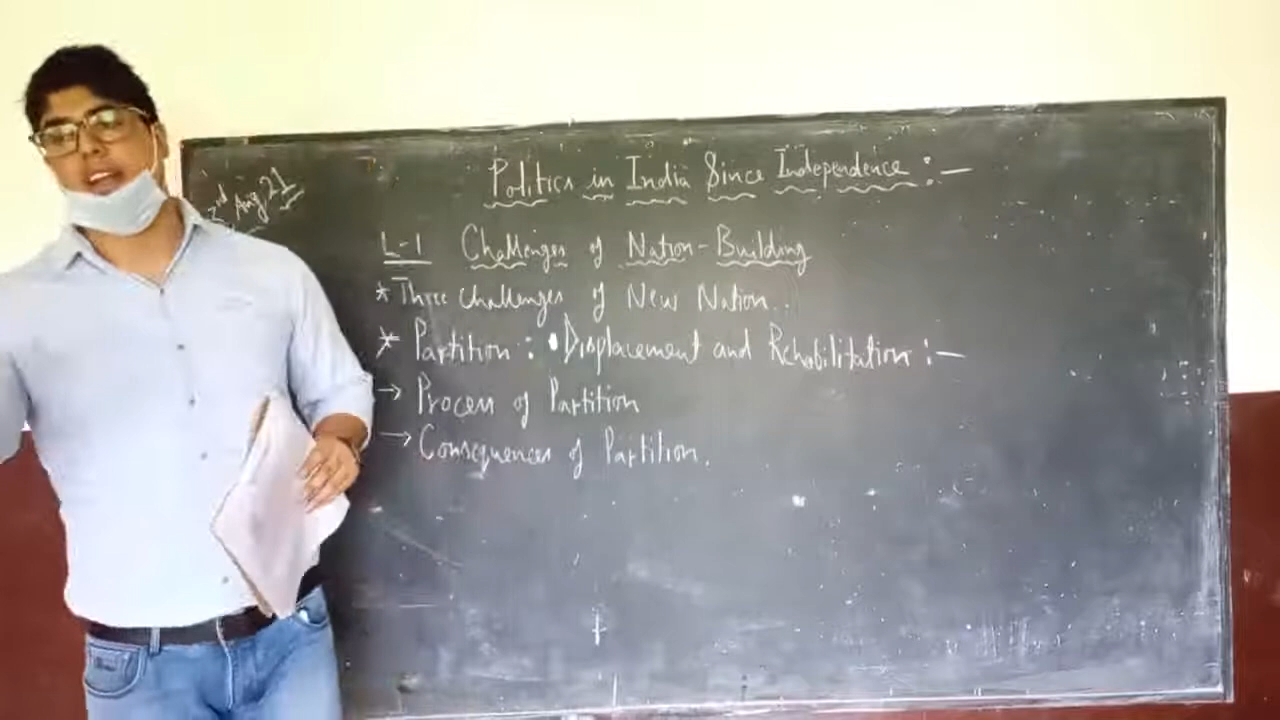 Politics in India Since Independence :-
2nd Aug 21
L-1 Challenges of Nation-Building
* Three Challenges of New Nation..
* Partition : • Displacement and Rehabilitation :-
→ Process of Partition
→ Consequences of Partition.